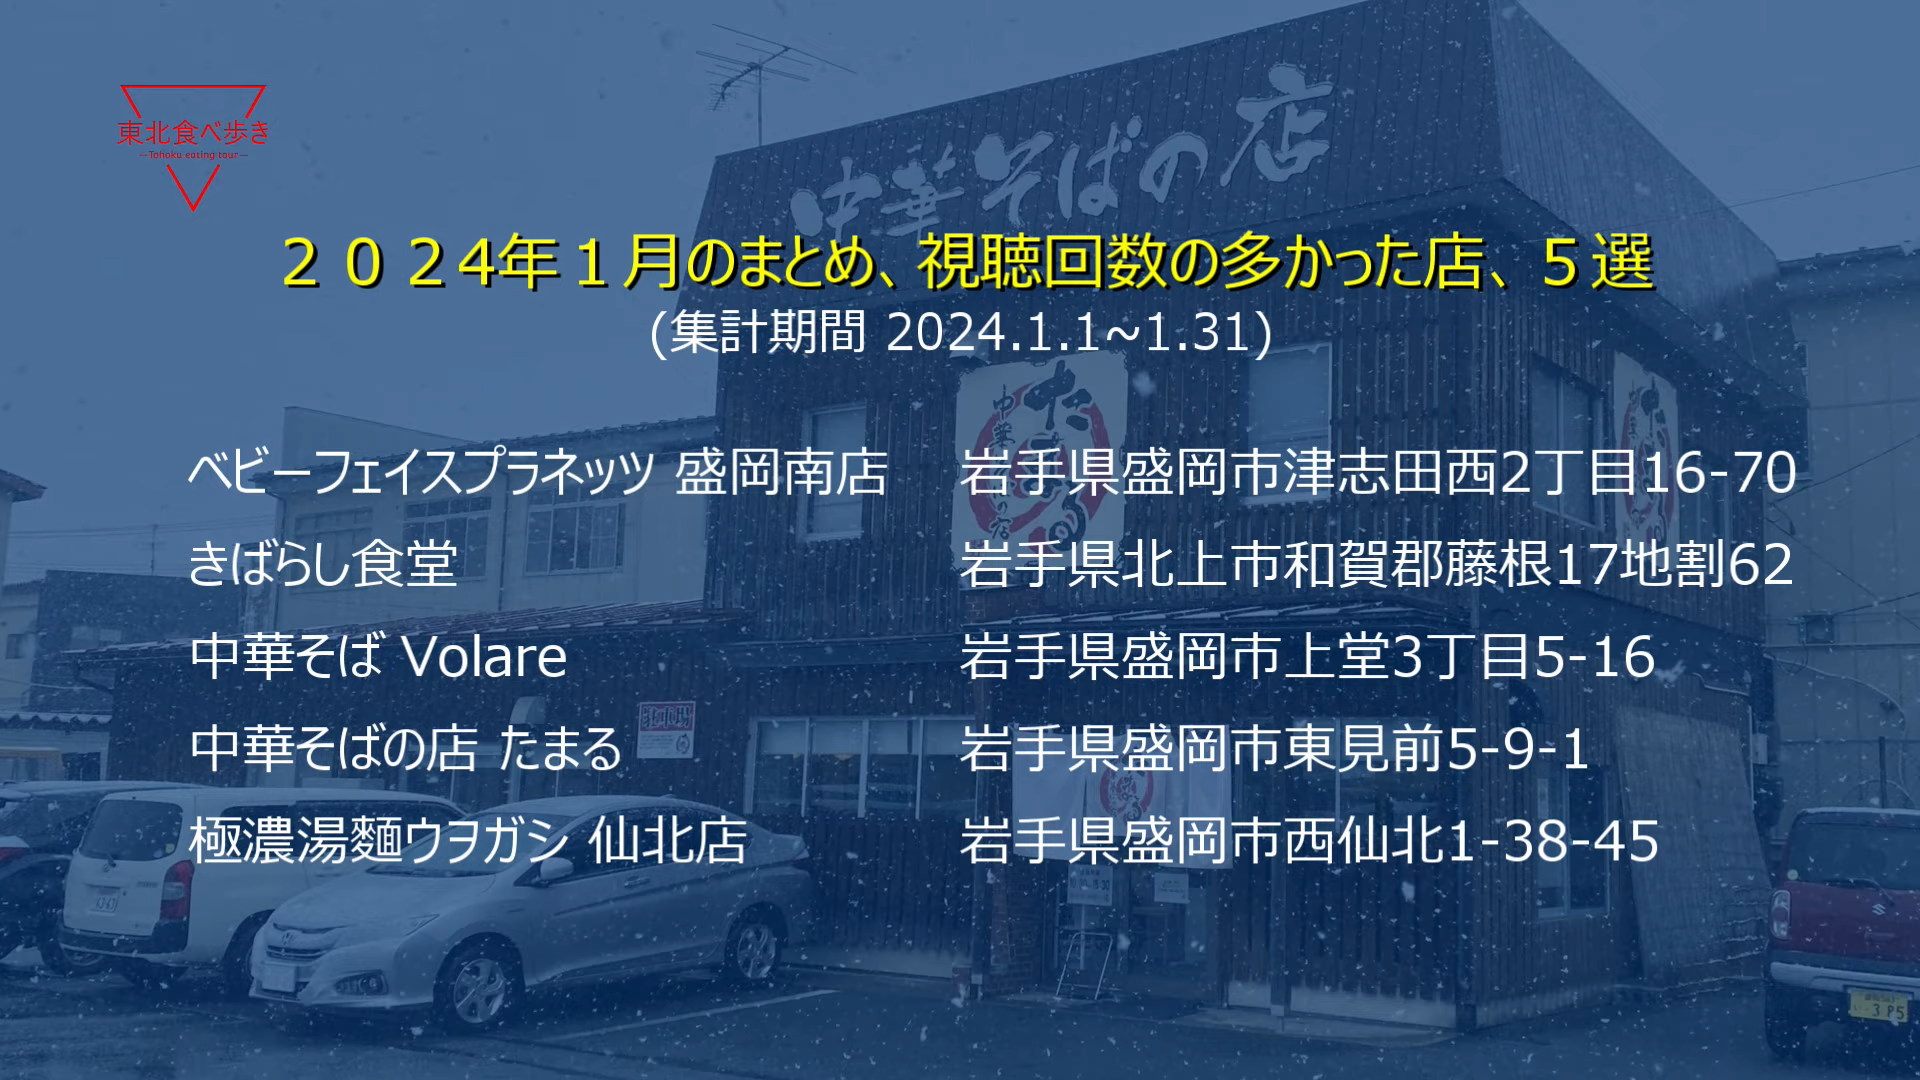 東北食べ歩き
—Tohoku eating tour—
中華そばの店
２０２4年１月のまとめ、視聴回数の多かった店、５選
(集計期間 2024.1.1~1.31)
ベビーフェイスプラネッツ 盛岡南店 岩手県盛岡市津志田西2丁目16-70
きばらし食堂 岩手県北上市和賀郡藤根17地割62
中華そば Volare 岩手県盛岡市上堂3丁目5-16
中華そばの店 たまる 岩手県盛岡市東見前5-9-1
極濃湯麵ウヲガシ 仙北店 岩手県盛岡市西仙北1-38-45
たまる
駐車場